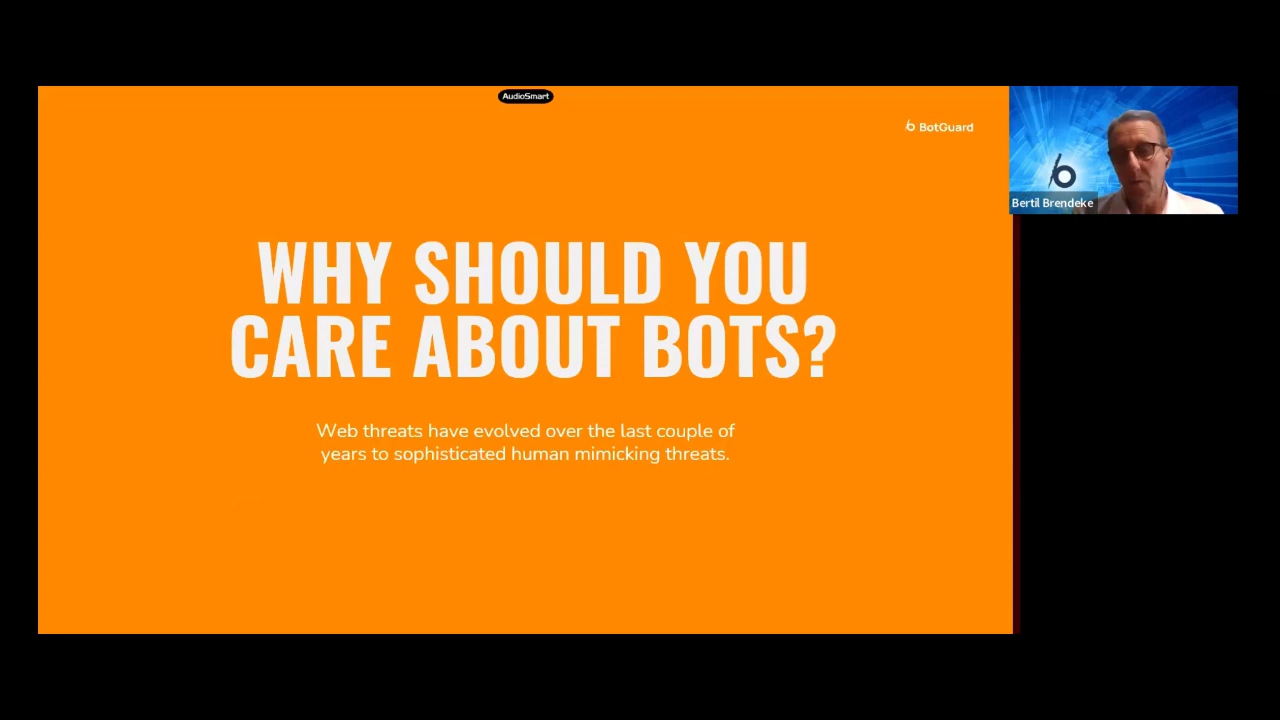 AudioSmart
BotGuard
WHY SHOULD YOU
CARE ABOUT BOTS?
Web threats have evolved over the last couple of
years to sophisticated human mimicking threats.
Bertil Brendeke